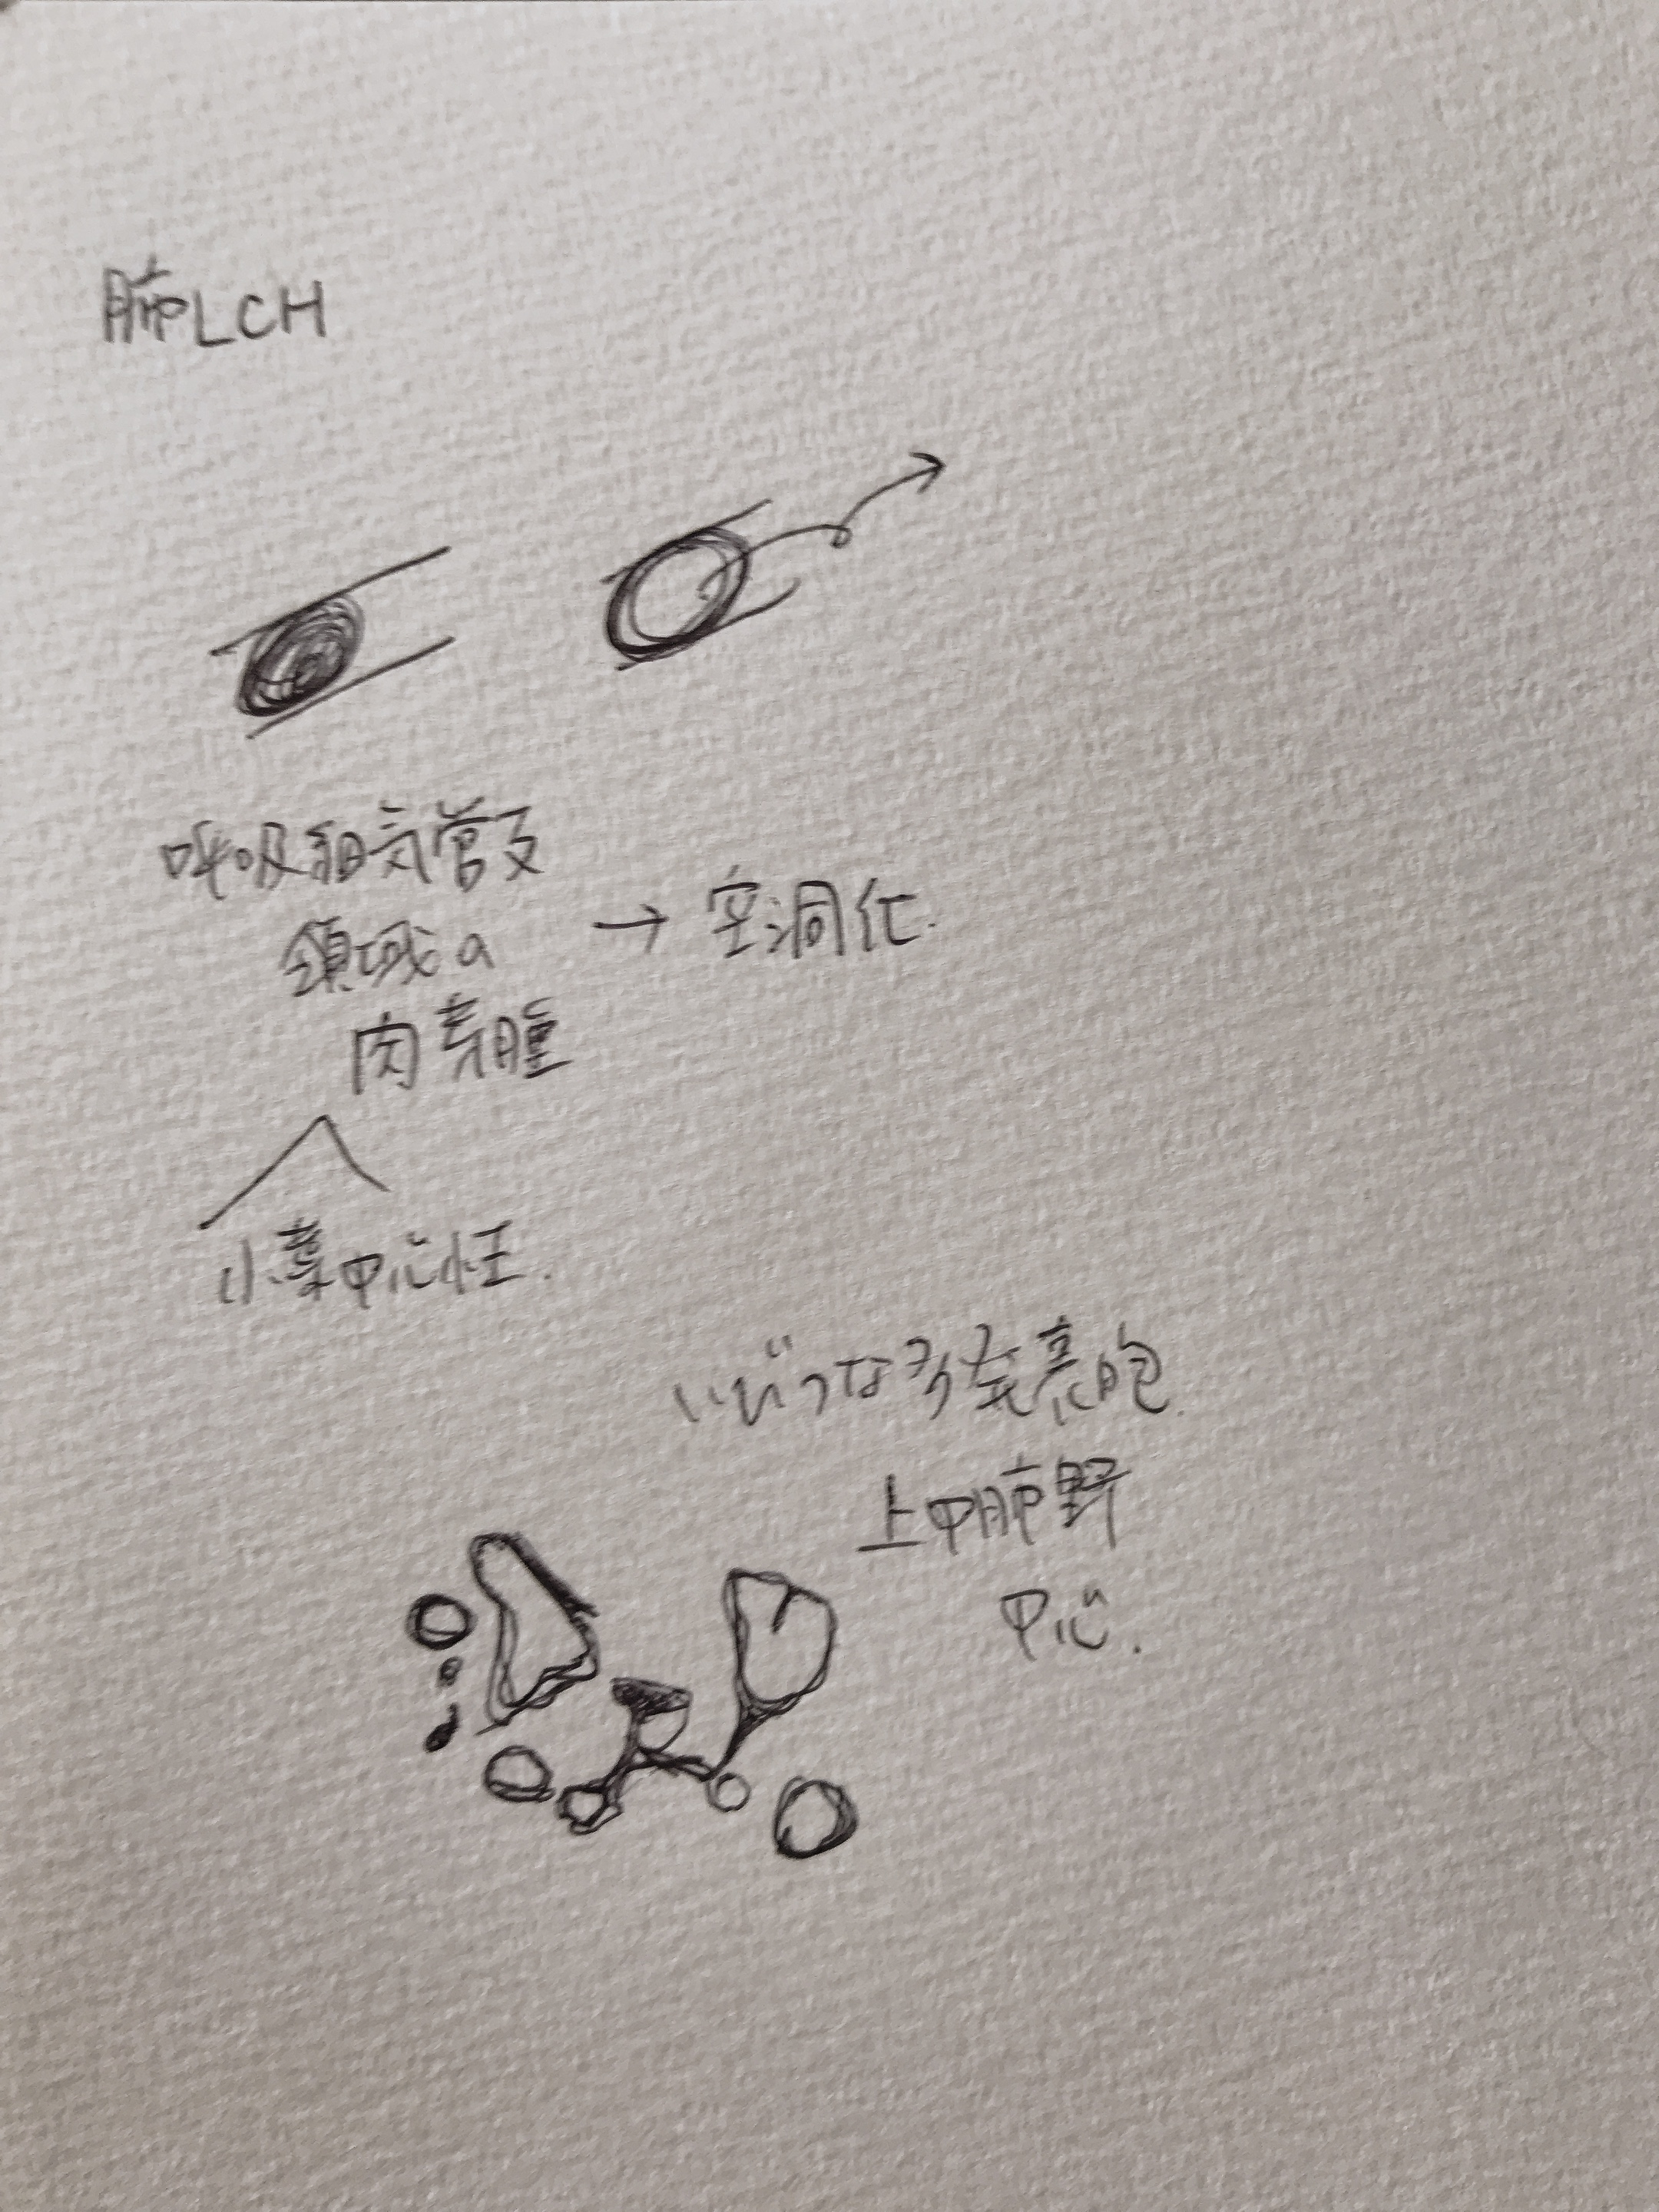 肺LCH
呼吸細気管支
領域の
肉芽腫
→ 空洞化.
小葉中心性.
いびつな多発嚢胞.
上中肺野
中心.